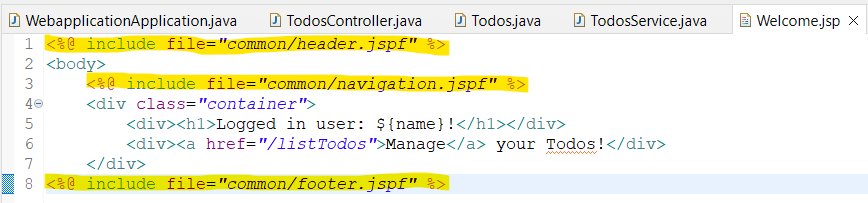 WebapplicationApplication.java TodosController.java Todos.java TodosService.java Welcome.jsp
1 <%@ include file="common/header.jspf" %>
2 <body>
3 <%@ include file="common/navigation.jspf" %>
4 <div class="container">
5 <div><h1>Logged in user: ${name}!</h1></div>
6 <div><a href="/listTodos">Manage</a> your Todos!</div>
7 </div>
8 <%@ include file="common/footer.jspf" %>